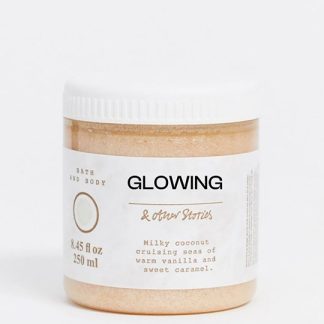 BATH
AND BODY
8.45 fl oz
250 ml
GLOWING
& other Stories
Milky coconut
cruising seas of
warm vanilla and
sweet caramel.